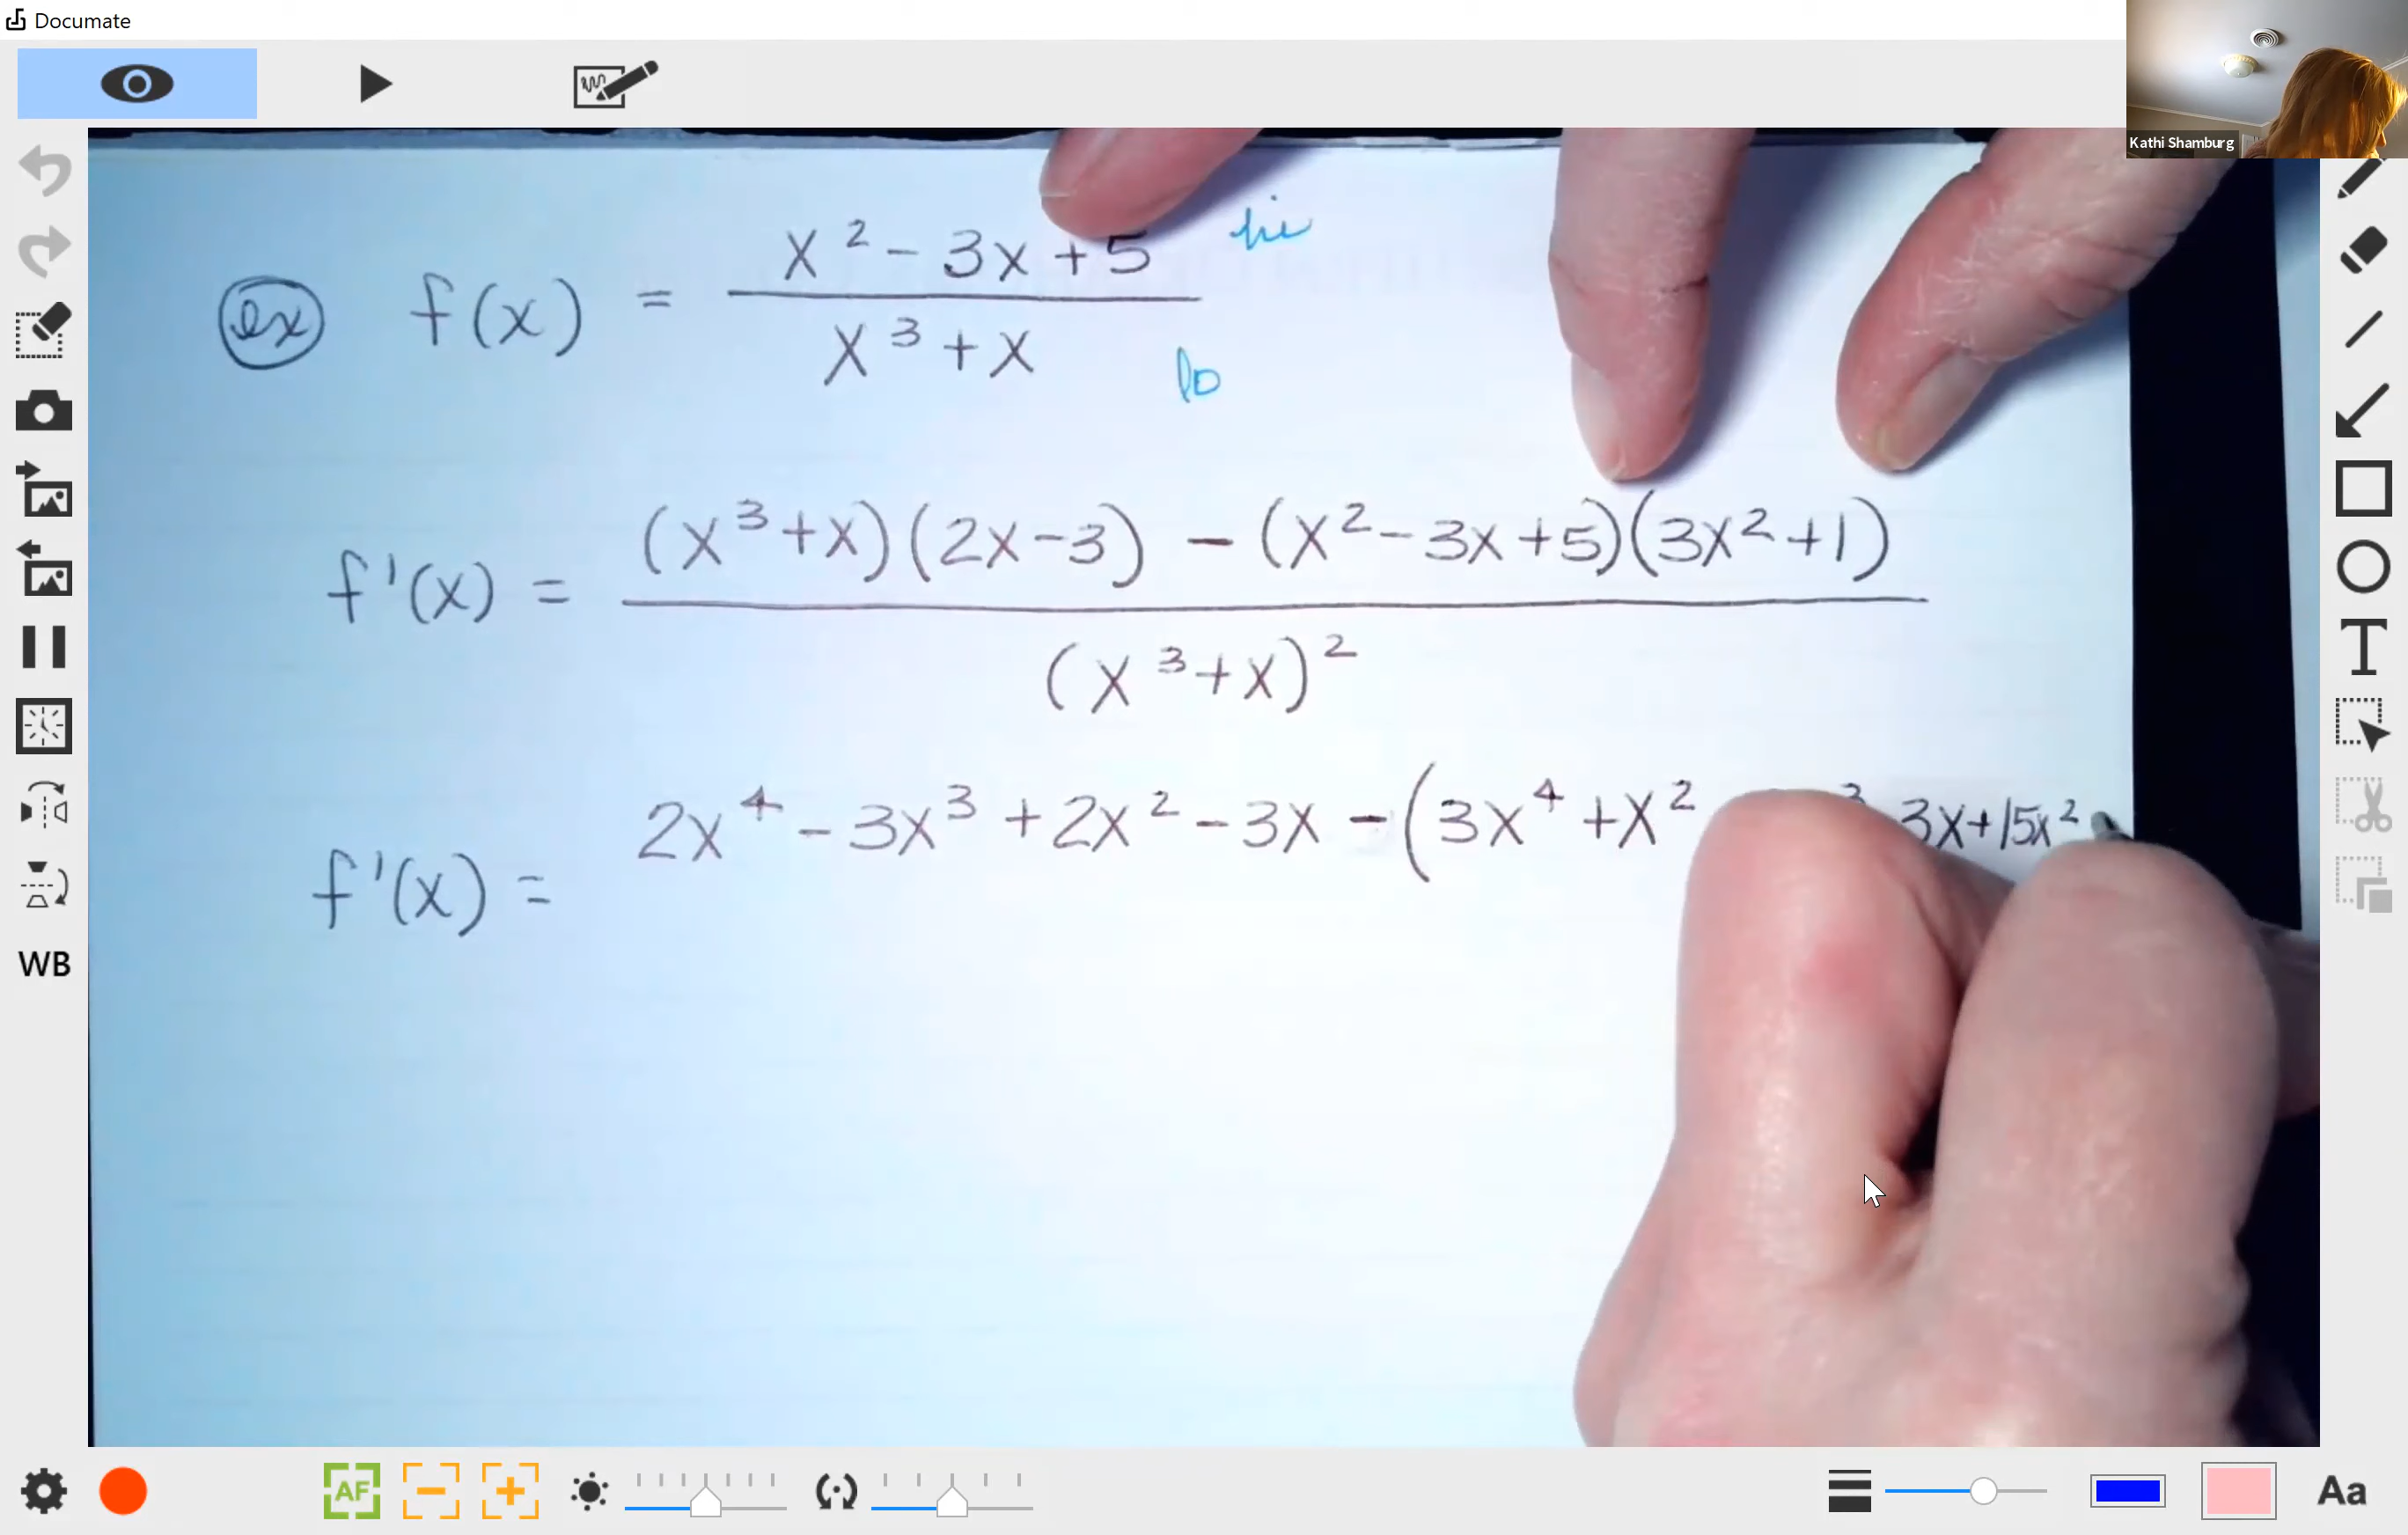 Documate
Kathi Shamburg
ex f(x) = x² - 3x + 5 hi
x³ + x lo
f'(x) = (x³+x)(2x-3) - (x²-3x+5)(3x²+1)
(x³+x)²
f'(x) = 2x⁴ - 3x³ + 2x² - 3x - (3x⁴ + x² 3x+15x²
WB
T
AF
Aa